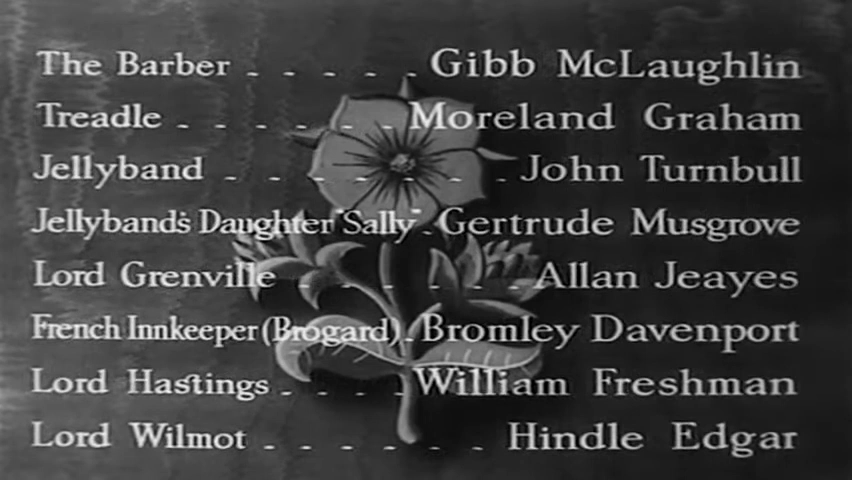 The Barber - - - - - Gibb McLaughlin
Treadle - - - - - - Moreland Graham
Jellyband - - - - - - - John Turnbull
Jellyband's Daughter "Sally" - Gertrude Musgrove
Lord Grenville - - - - - - Allan Jeayes
French Innkeeper (Brogard) - Bromley Davenport
Lord Hastings - - - - William Freshman
Lord Wilmot - - - - - - Hindle Edgar